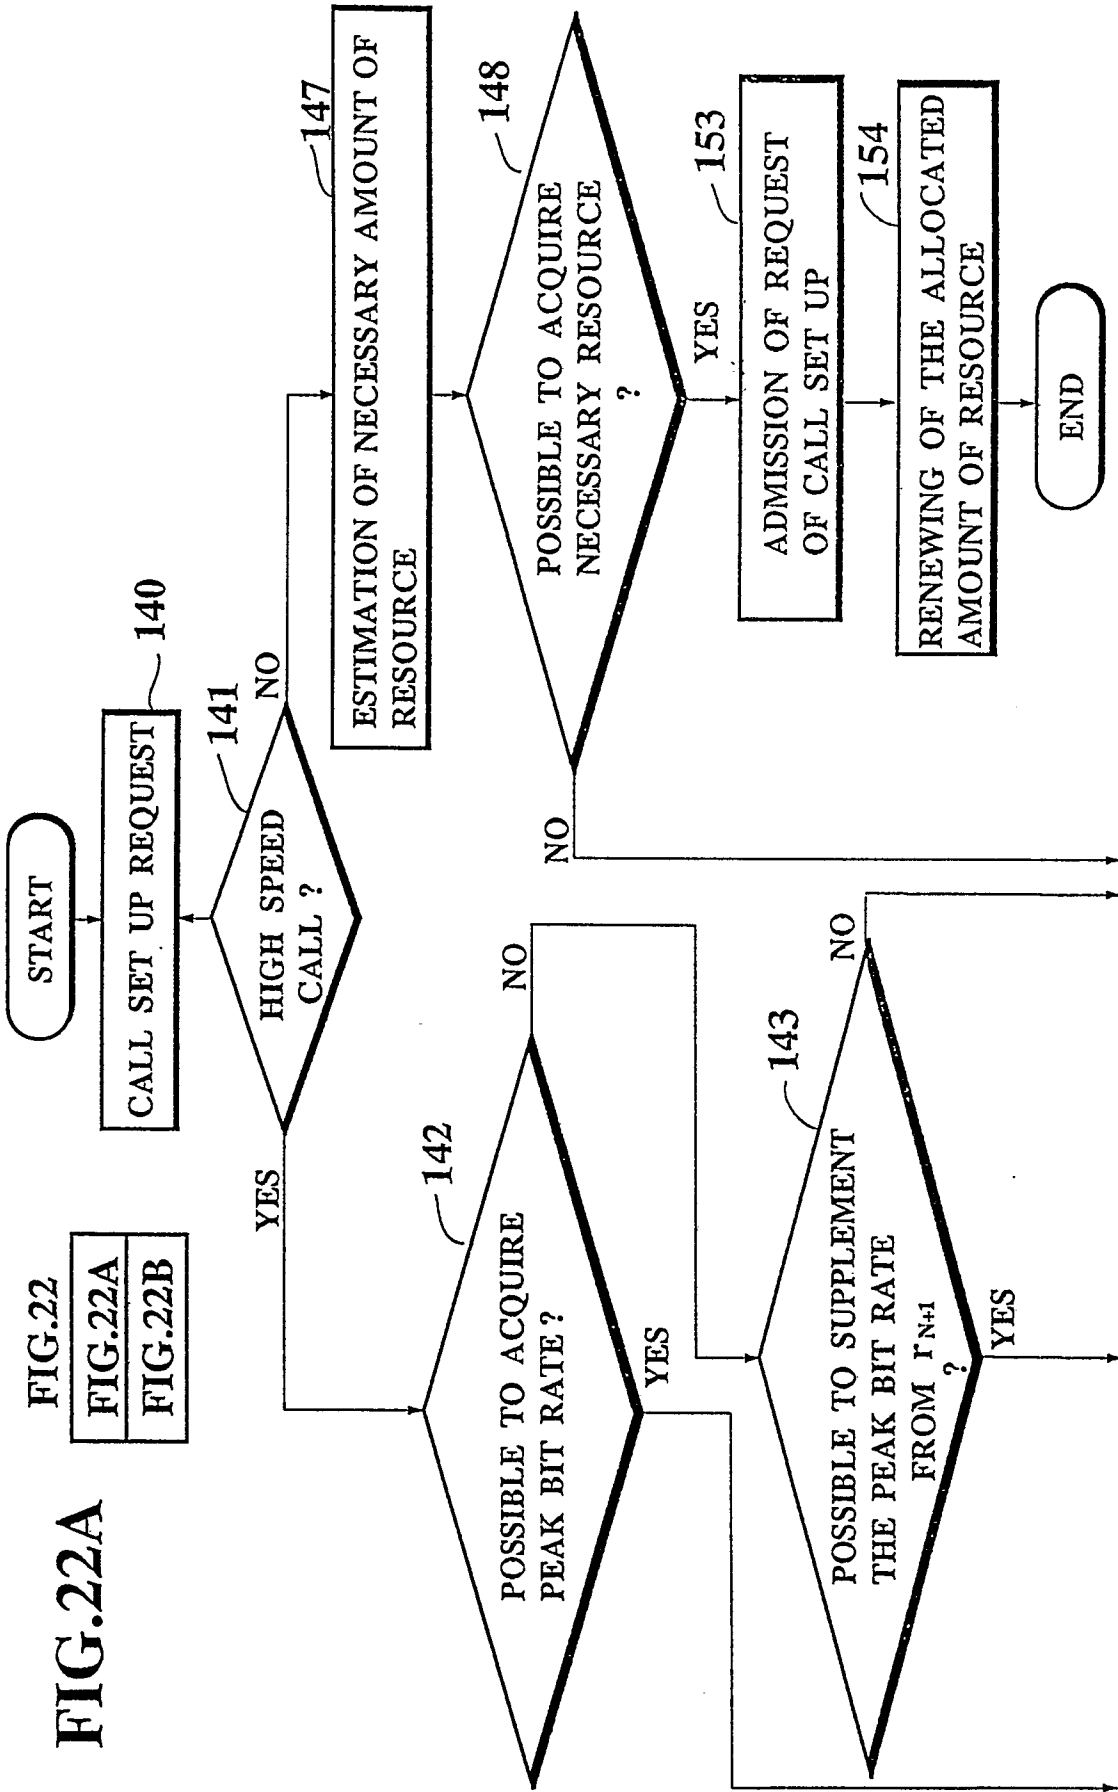 FIG.22A
FIG.22
FIG.22A
FIG.22B
START
CALL SET UP REQUEST
140
HIGH SPEED
CALL ?
141
YES
NO
POSSIBLE TO ACQUIRE
PEAK BIT RATE?
142
NO
YES
POSSIBLE TO SUPPLEMENT
THE PEAK BIT RATE
FROM rN+1
?
143
NO
YES
147
ESTIMATION OF NECESSARY AMOUNT OF
RESOURCE
148
POSSIBLE TO ACQUIRE
NECESSARY RESOURCE
?
NO
YES
153
ADMISSION OF REQUEST
OF CALL SET UP
154
RENEWING OF THE ALLOCATED
AMOUNT OF RESOURCE
END